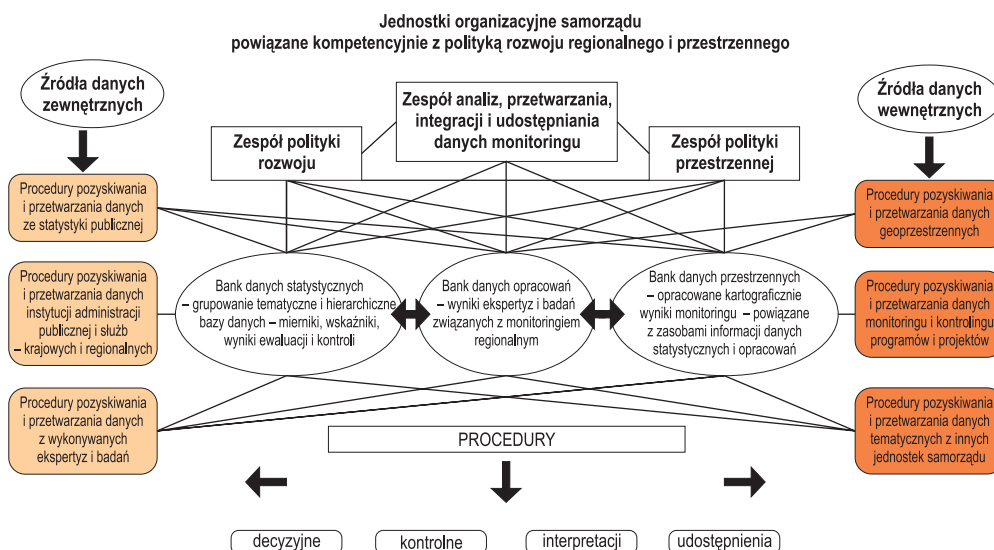 Jednostki organizacyjne samorządu
powiązane kompetencyjnie z polityką rozwoju regionalnego i przestrzennego
Źródła danych
zewnętrznych
Zespół analiz, przetwarzania,
integracji i udostępniania
danych monitoringu
Źródła danych
wewnętrznych
Zespół polityki
rozwoju
Zespół polityki
przestrzennej
Procedury pozyskiwania
i przetwarzania danych
ze statystyki publicznej
Procedury pozyskiwania
i przetwarzania danych
geoprzestrzennych
Procedury pozyskiwania
i przetwarzania danych
instytucji administracji
publicznej i służb
– krajowych i regionalnych
Bank danych statystycznych
– grupowanie tematyczne i hierarchiczne
bazy danych – mierniki, wskaźniki,
wyniki ewaluacji i kontroli
Bank danych opracowań
– wyniki ekspertyz i badań
związanych z monitoringiem
regionalnym
Bank danych przestrzennych
– opracowane kartograficznie
wyniki monitoringu – powiązane
z zasobami informacji danych
statystycznych i opracowań
Procedury pozyskiwania
i przetwarzania danych
monitoringu i kontrolingu
programów i projektów
Procedury pozyskiwania
i przetwarzania danych
z wykonywanych
ekspertyz i badań
Procedury pozyskiwania
i przetwarzania danych
tematycznych z innych
jednostek samorządu
PROCEDURY
decyzyjne
kontrolne
interpretacji
udostępnienia